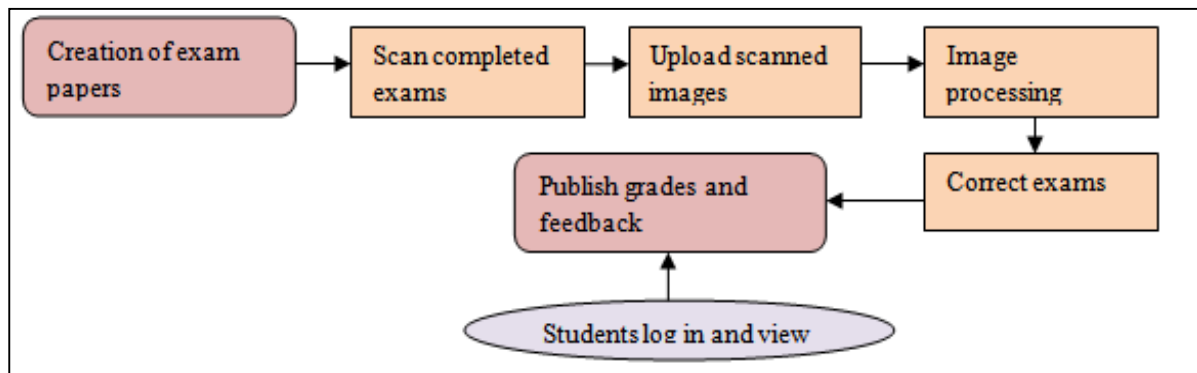 Creation of exam
papers
Scan completed
exams
Upload scanned
images
Image
processing
Correct exams
Publish grades and
feedback
Students log in and view